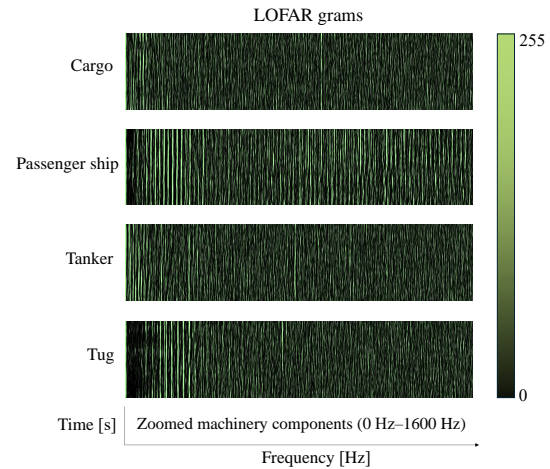 LOFAR grams
255
Cargo
Passenger ship
Tanker
Tug
0
Time [s]
Zoomed machinery components (0 Hz–1600 Hz)
Frequency [Hz]